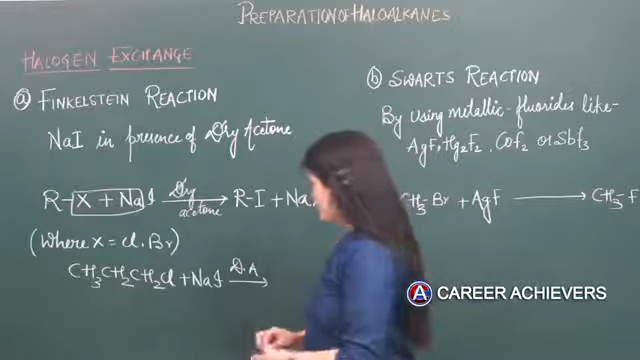 PREPARATION OF HALOALKANES
HALOGEN EXCHANGE
ⓐ FINKELSTEIN REACTION
NaI in presence of Dry Acetone
R-X + NaI Dry acetone → R-I + Na
(Where X = Cl, Br)
CH₃CH₂CH₂Cl + NaI D.A →
ⓑ SWARTS REACTION
By using metallic-fluorides like-
AgF, Hg₂F₂, CoF₂ or SbF₃
CH₃-Br + AgF → CH₃-F
CAREER ACHIEVERS